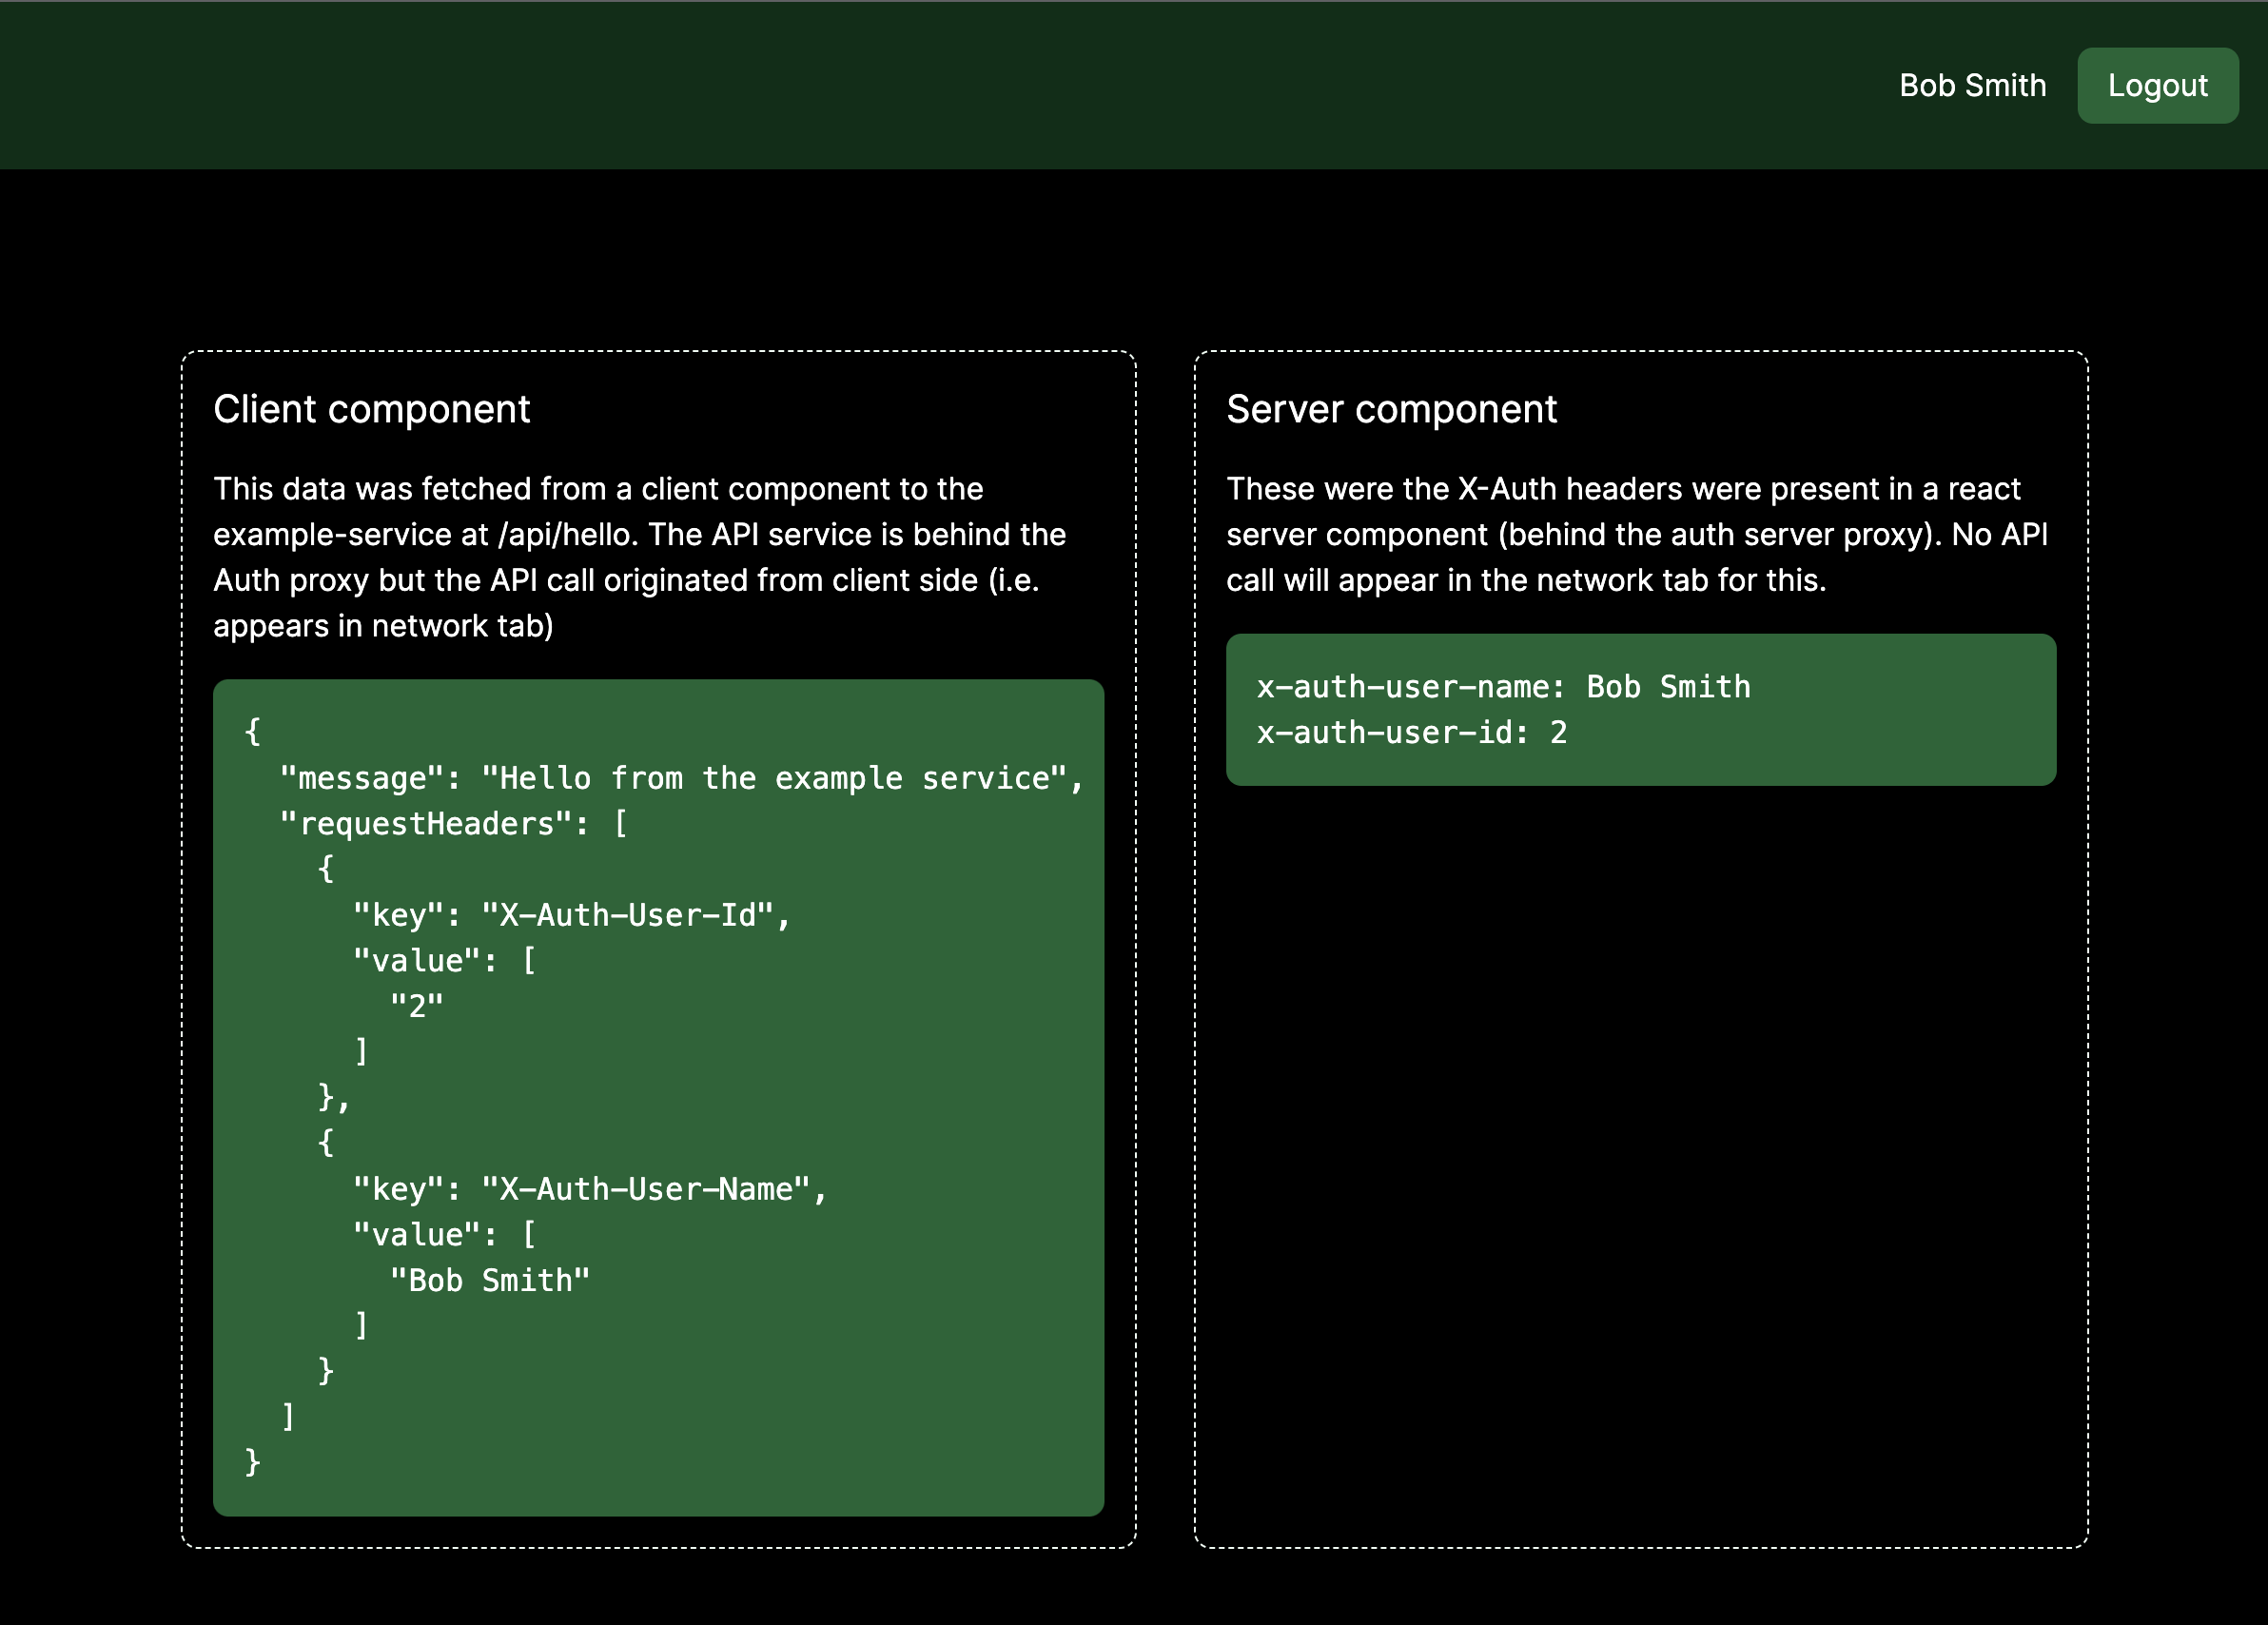 Bob Smith
Logout
Client component
This data was fetched from a client component to the
example-service at /api/hello. The API service is behind the
Auth proxy but the API call originated from client side (i.e.
appears in network tab)
{
  "message": "Hello from the example service",
  "requestHeaders": [
    {
      "key": "X-Auth-User-Id",
      "value": [
        "2"
      ]
    },
    {
      "key": "X-Auth-User-Name",
      "value": [
        "Bob Smith"
      ]
    }
  ]
}
Server component
These were the X-Auth headers were present in a react
server component (behind the auth server proxy). No API
call will appear in the network tab for this.
x-auth-user-name: Bob Smith
x-auth-user-id: 2